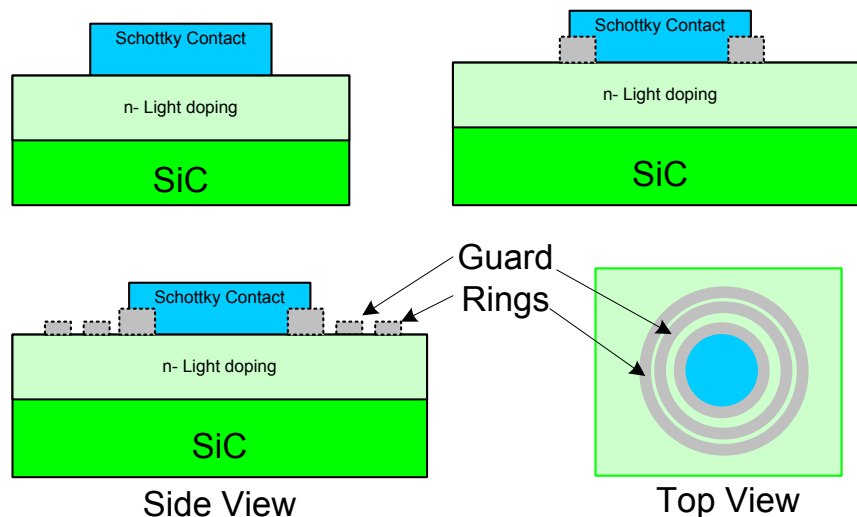 Schottky Contact
n- Light doping
SiC
Schottky Contact
n- Light doping
SiC
Guard
Rings
Schottky Contact
n- Light doping
SiC
Side View
Top View